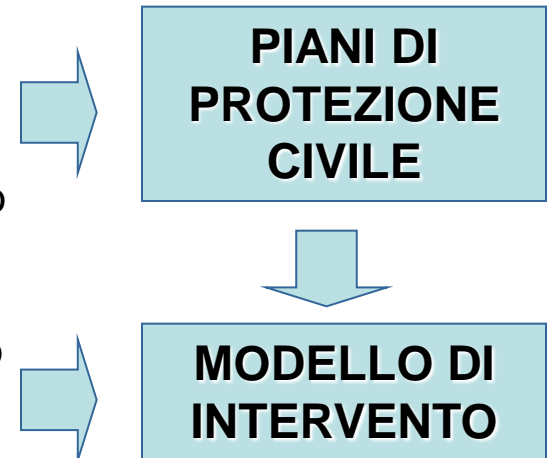 PIANI DI
PROTEZIONE
CIVILE
MODELLO DI
INTERVENTO